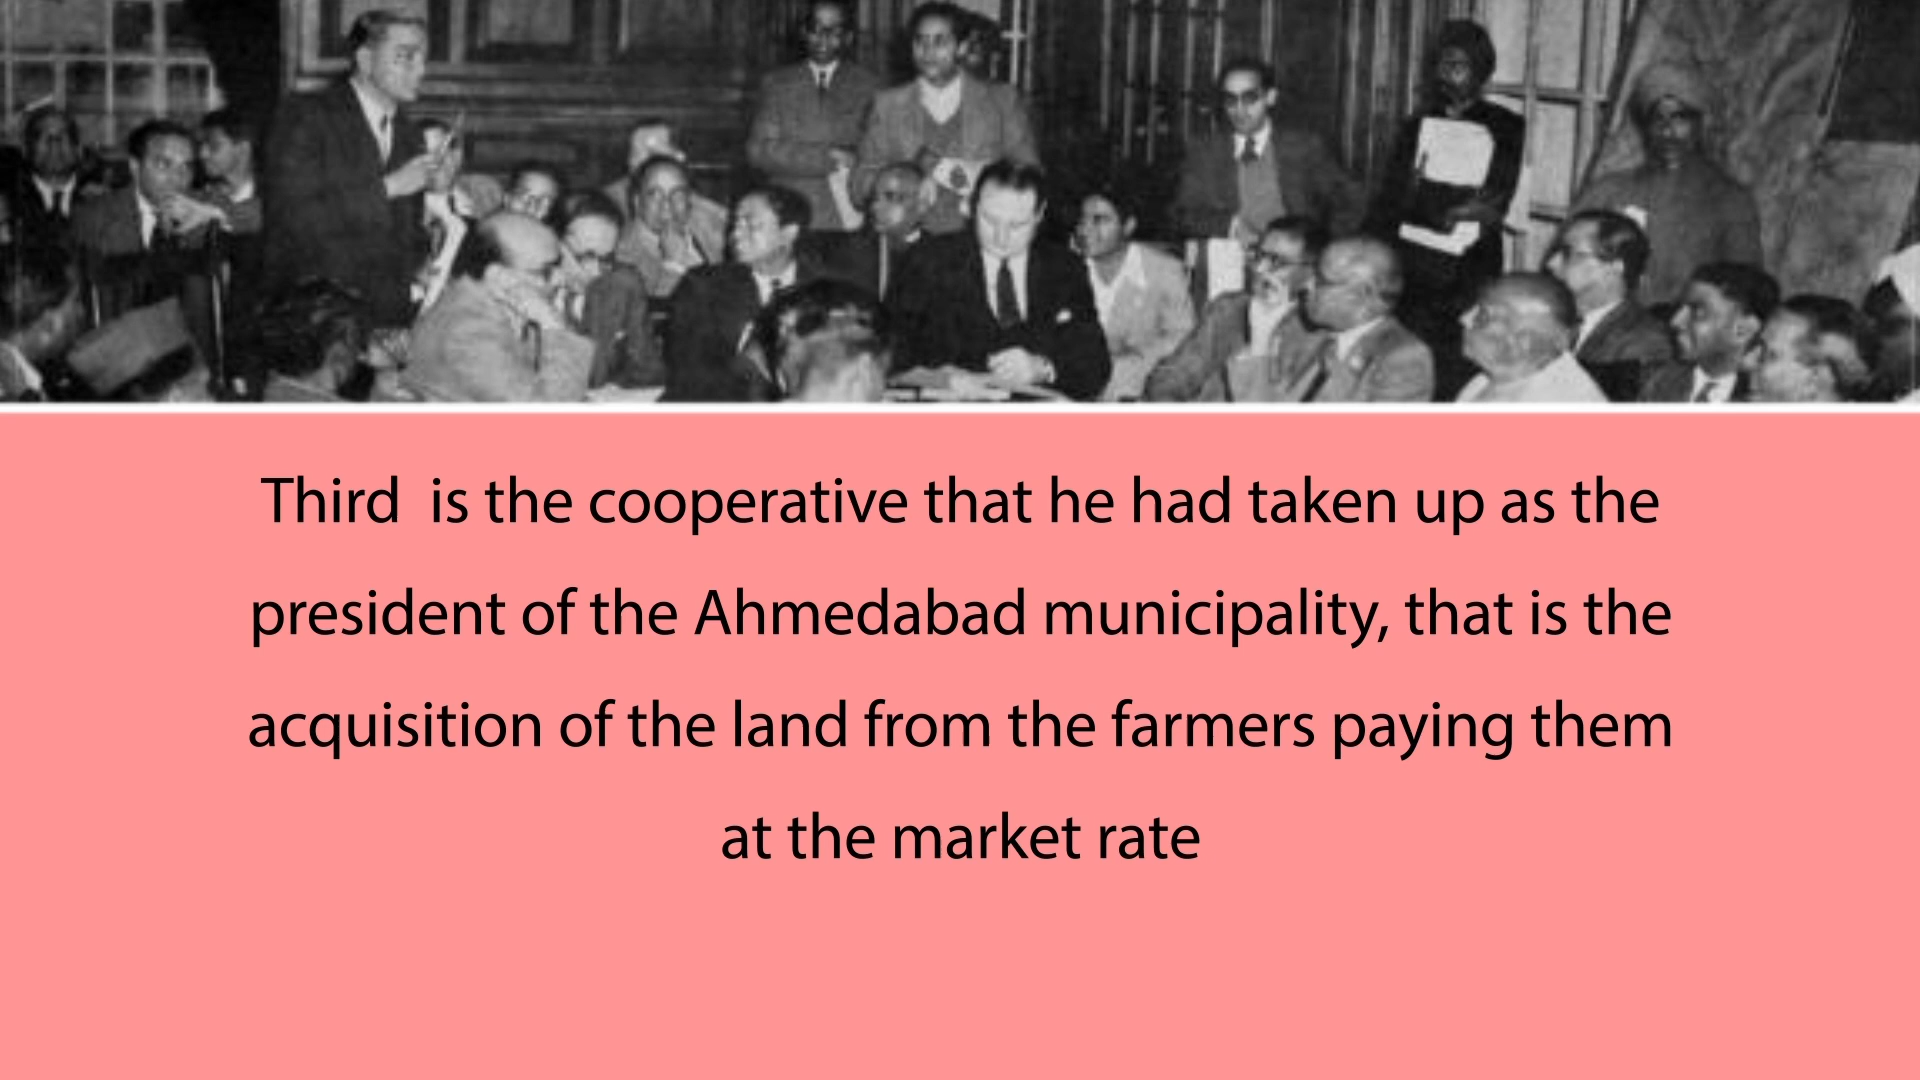 Third  is the cooperative that he had taken up as the
president of the Ahmedabad municipality, that is the
acquisition of the land from the farmers paying them
at the market rate